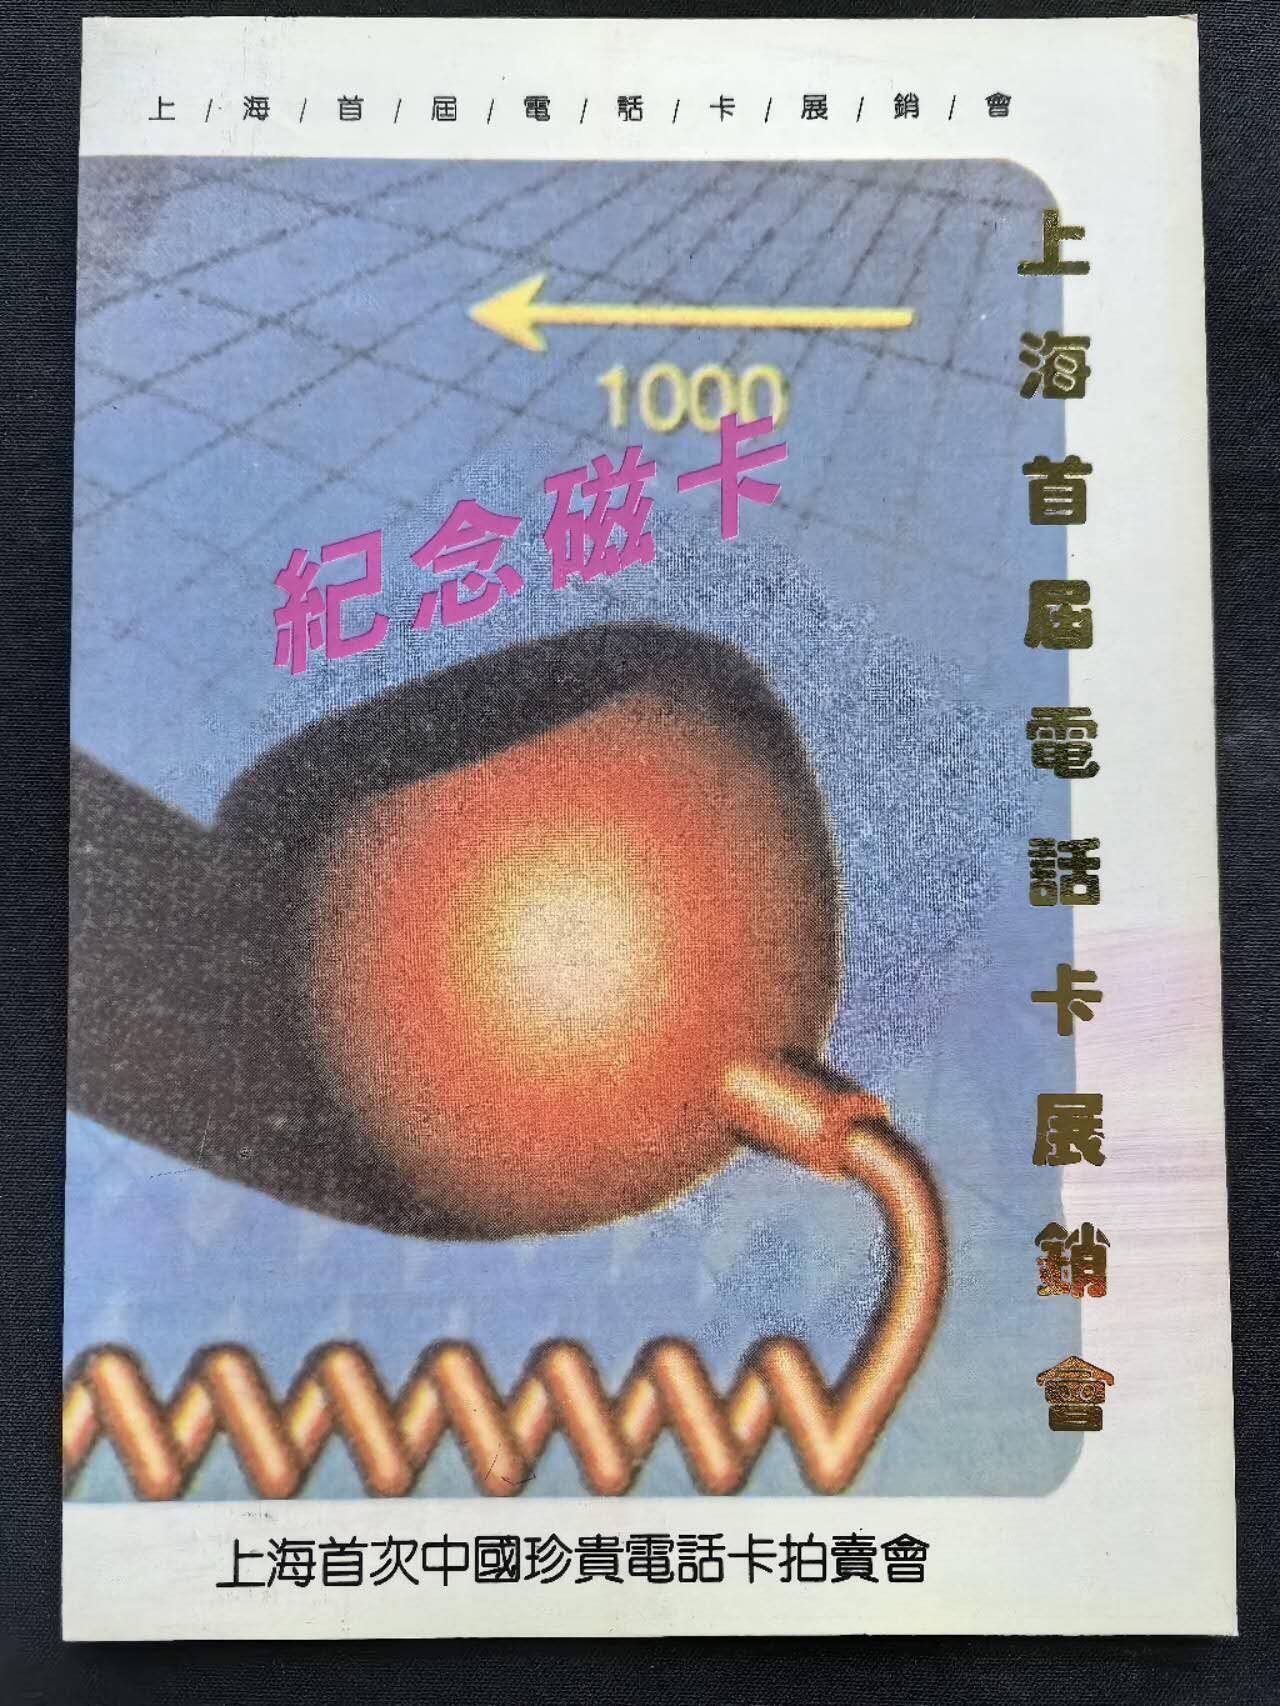 上/海/首/屆/電/話/卡/展/銷/會
1000
紀念磁卡
上海首屆電話卡展銷會
上海首次中國珍貴電話卡拍賣會